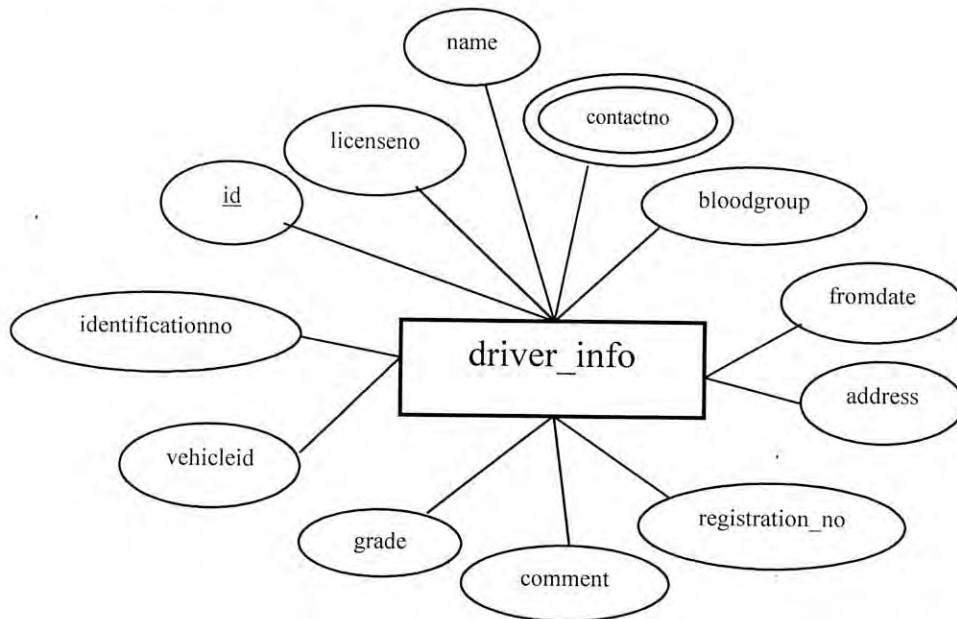 name
contactno
licenseno
id
bloodgroup
fromdate
identificationno
driver_info
address
vehicleid
registration_no
grade
comment